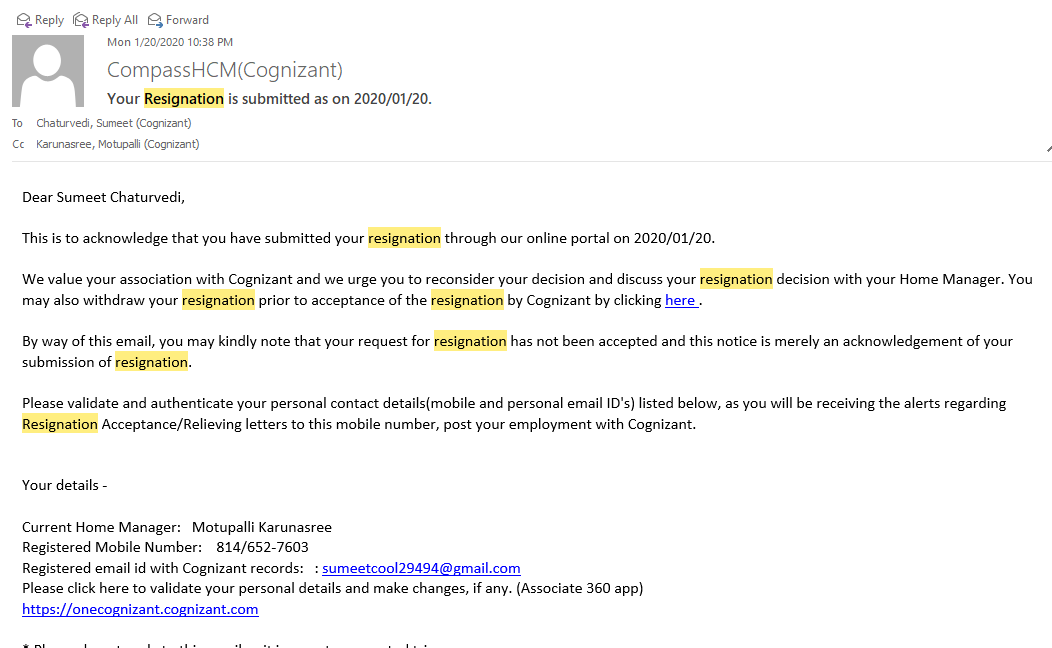 Reply Reply All Forward
Mon 1/20/2020 10:38 PM
CompassHCM(Cognizant)
Your Resignation is submitted as on 2020/01/20.
To Chaturvedi, Sumeet (Cognizant)
Cc Karunasree, Motupalli (Cognizant)
Dear Sumeet Chaturvedi,
This is to acknowledge that you have submitted your resignation through our online portal on 2020/01/20.
We value your association with Cognizant and we urge you to reconsider your decision and discuss your resignation decision with your Home Manager. You
may also withdraw your resignation prior to acceptance of the resignation by Cognizant by clicking here .
By way of this email, you may kindly note that your request for resignation has not been accepted and this notice is merely an acknowledgement of your
submission of resignation.
Please validate and authenticate your personal contact details(mobile and personal email ID's) listed below, as you will be receiving the alerts regarding
Resignation Acceptance/Relieving letters to this mobile number, post your employment with Cognizant.
Your details -
Current Home Manager: Motupalli Karunasree
Registered Mobile Number: 814/652-7603
Registered email id with Cognizant records: : sumeetcool29494@gmail.com
Please click here to validate your personal details and make changes, if any. (Associate 360 app)
https://onecognizant.cognizant.com